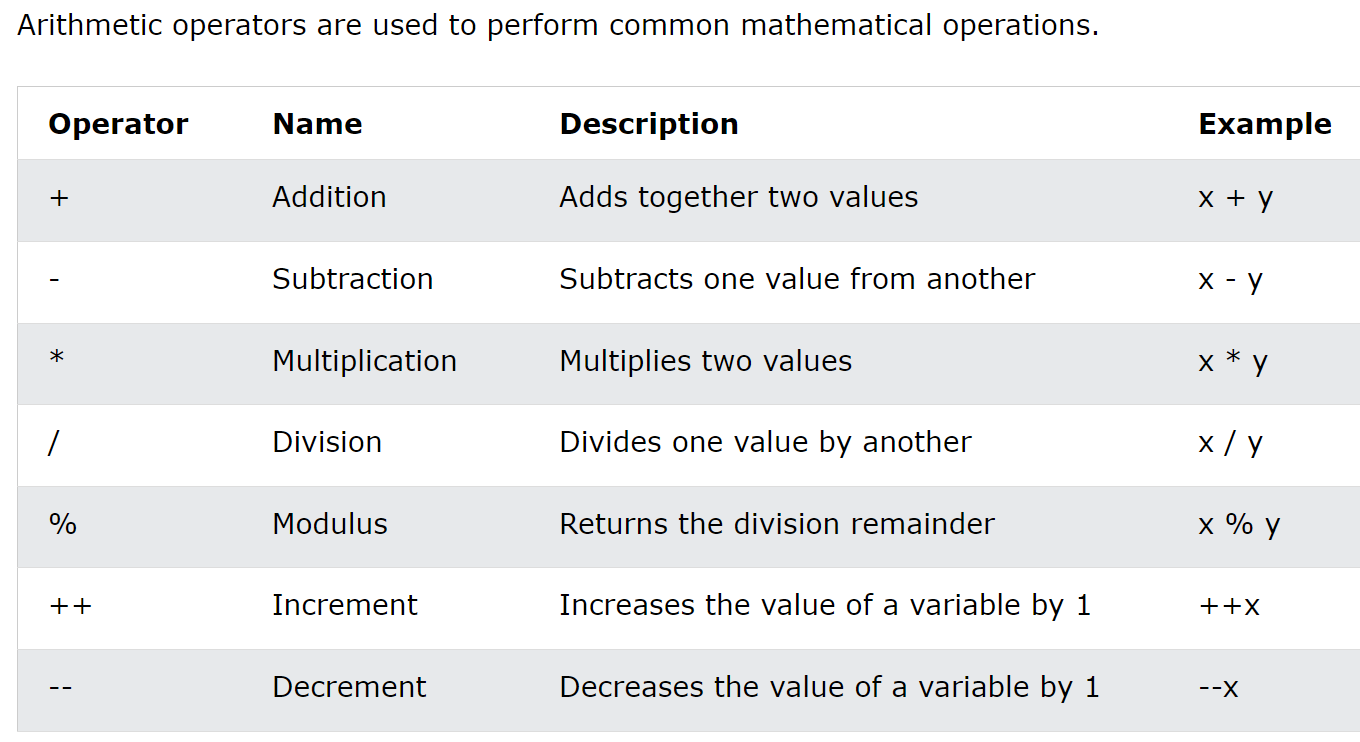 Arithmetic operators are used to perform common mathematical operations.
Operator Name Description Example
+ Addition Adds together two values x + y
- Subtraction Subtracts one value from another x - y
* Multiplication Multiplies two values x * y
/ Division Divides one value by another x / y
% Modulus Returns the division remainder x % y
++ Increment Increases the value of a variable by 1 ++x
-- Decrement Decreases the value of a variable by 1 --x